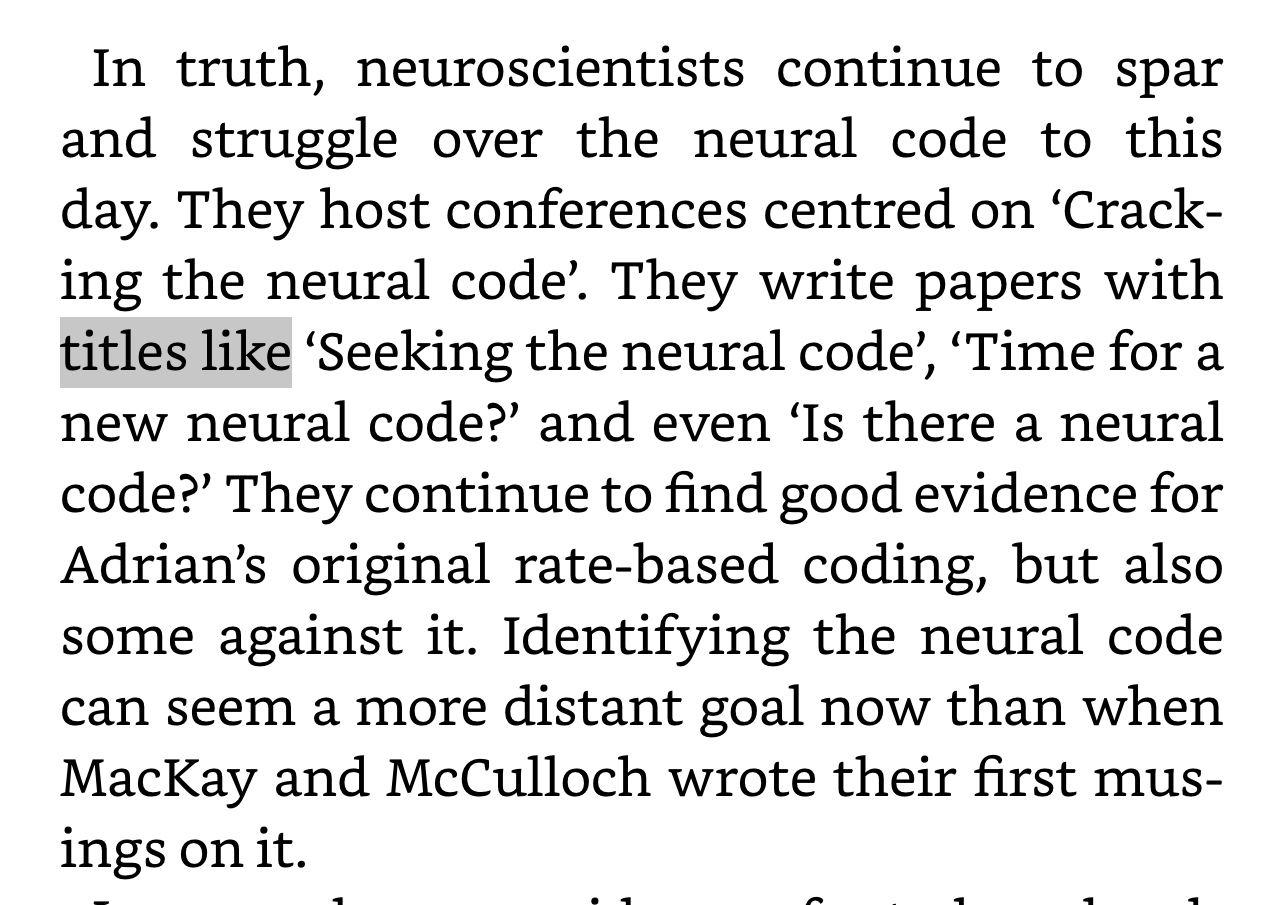 In truth, neuroscientists continue to spar
and struggle over the neural code to this
day. They host conferences centred on ‘Crack-
ing the neural code’. They write papers with
titles like ‘Seeking the neural code’, ‘Time for a
new neural code?’ and even ‘Is there a neural
code?’ They continue to find good evidence for
Adrian’s original rate-based coding, but also
some against it. Identifying the neural code
can seem a more distant goal now than when
MacKay and McCulloch wrote their first mus-
ings on it.